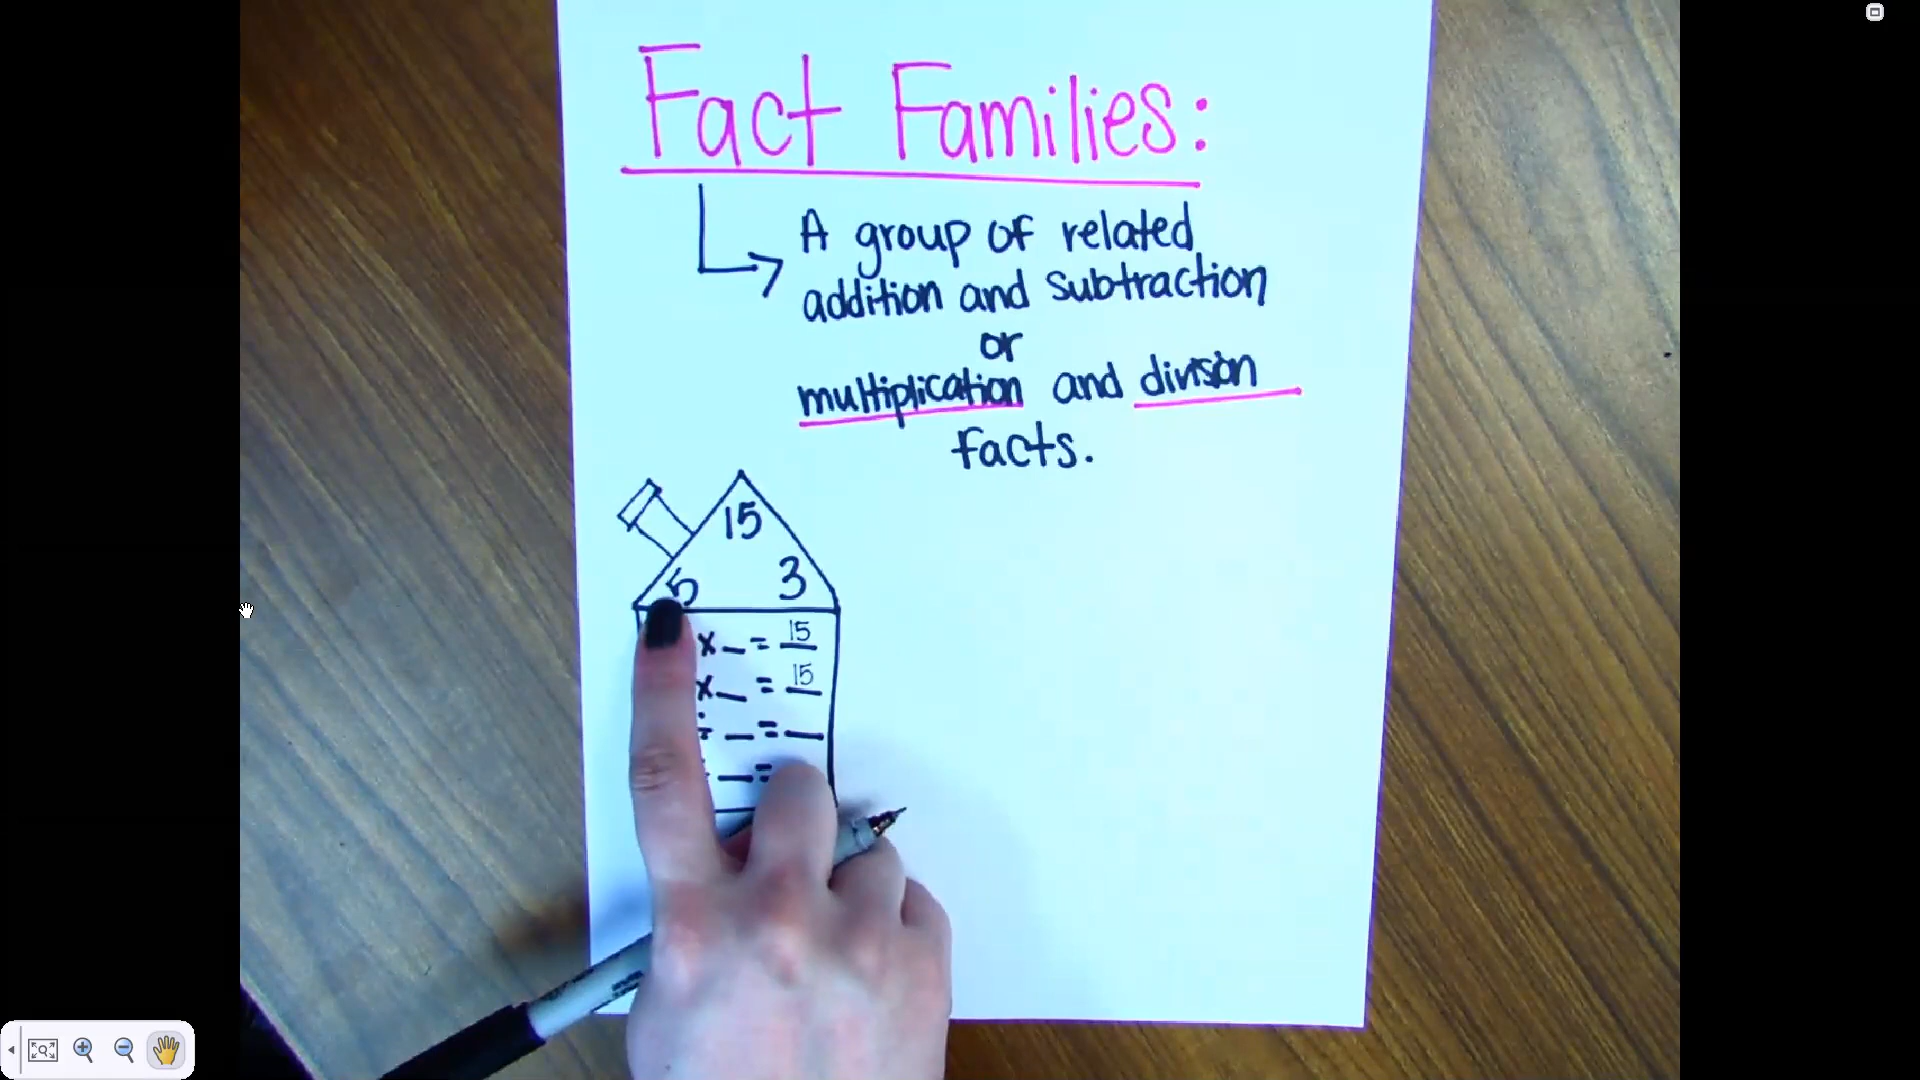 Fact Families:
A group of related
addition and subtraction
or
multiplication and division
facts.
15
5 3
x _ = 15
x _ = 15
÷ _ = _
÷ _ =